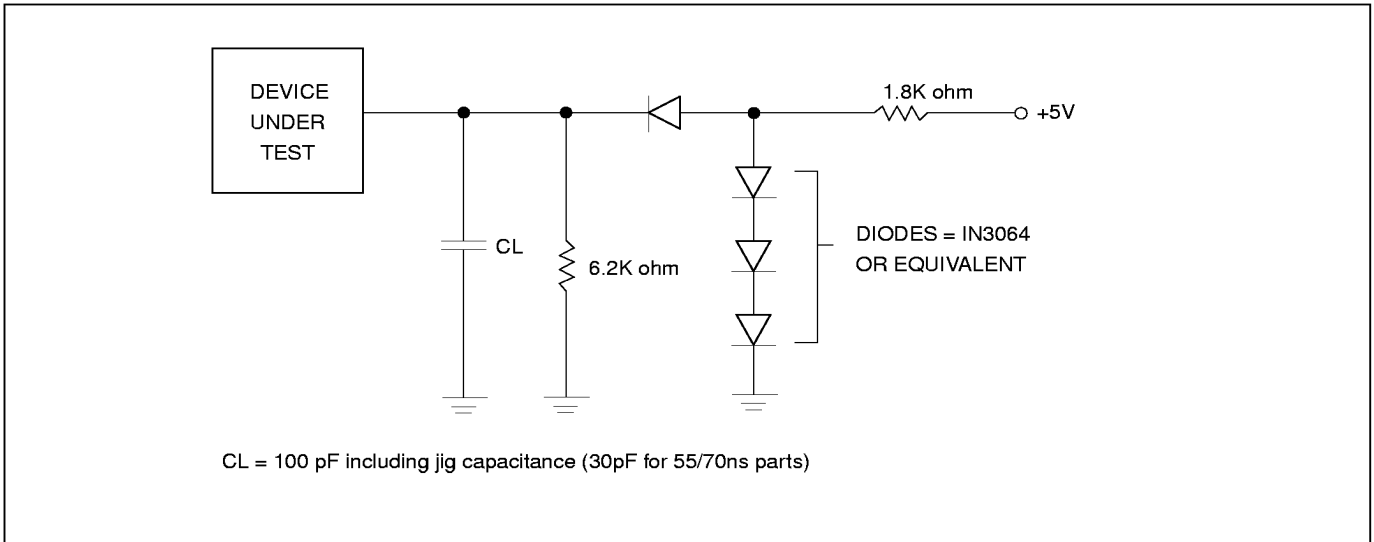 DEVICE
UNDER
TEST
1.8K ohm
+5V
CL
6.2K ohm
DIODES = IN3064
OR EQUIVALENT
CL = 100 pF including jig capacitance (30pF for 55/70ns parts)